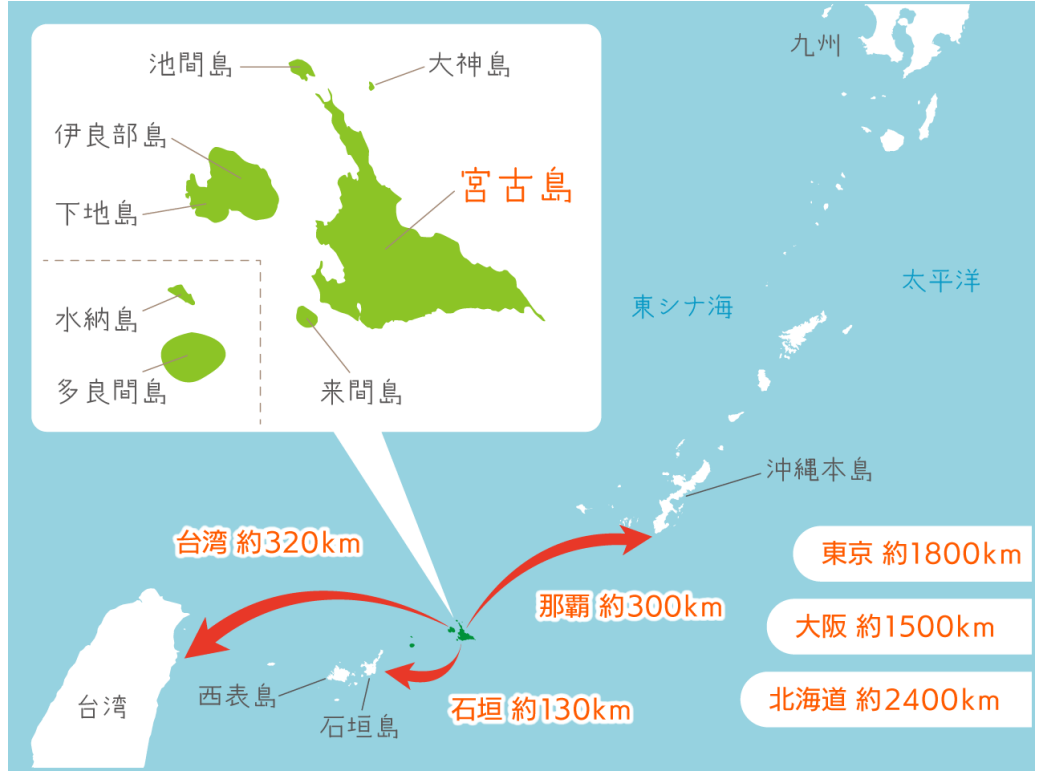 九州
池間島
大神島
伊良部島
宮古島
下地島
太平洋
東シナ海
水納島
多良間島
来間島
沖縄本島
台湾 約320km
東京 約1800km
那覇 約300km
大阪 約1500km
西表島
台湾
石垣 約130km
北海道 約2400km
石垣島